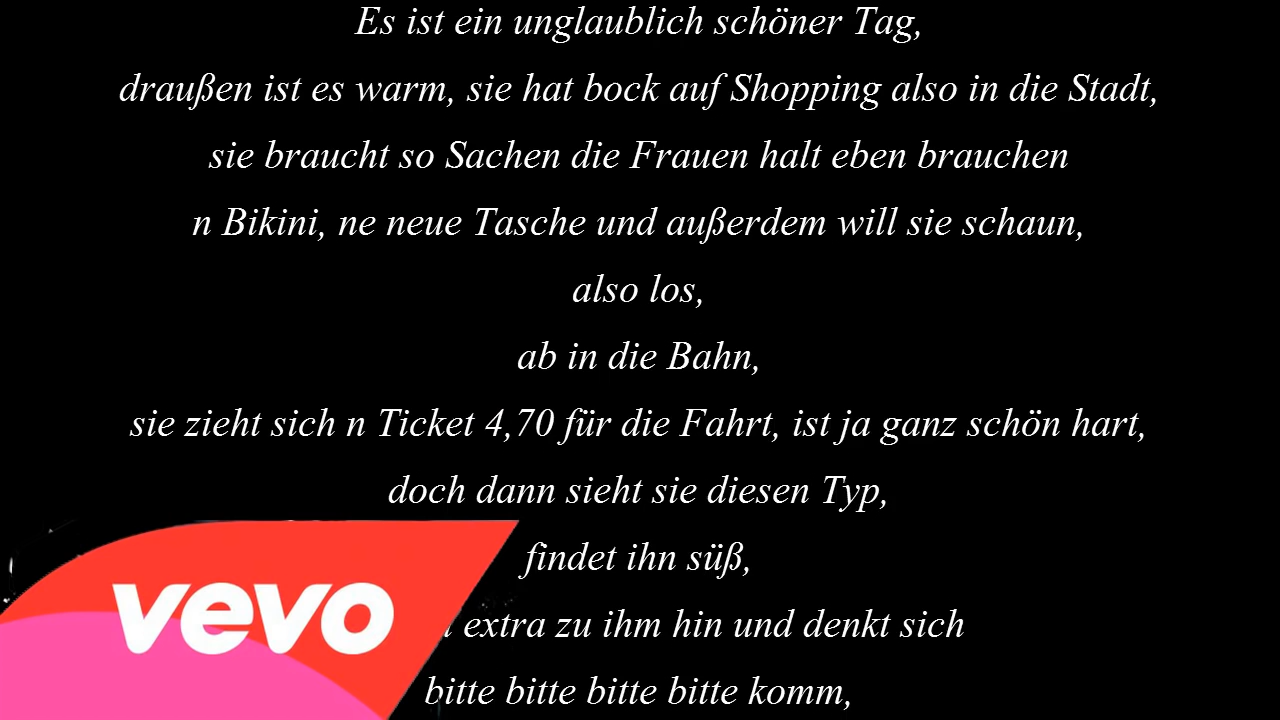 Es ist ein unglaublich schöner Tag,
draußen ist es warm, sie hat bock auf Shopping also in die Stadt,
sie braucht so Sachen die Frauen halt eben brauchen
n Bikini, ne neue Tasche und außerdem will sie schaun,
also los,
ab in die Bahn,
sie zieht sich n Ticket 4,70 für die Fahrt, ist ja ganz schön hart,
doch dann sieht sie diesen Typ,
findet ihn süß,
extra zu ihm hin und denkt sich
bitte bitte bitte bitte komm,
vevo